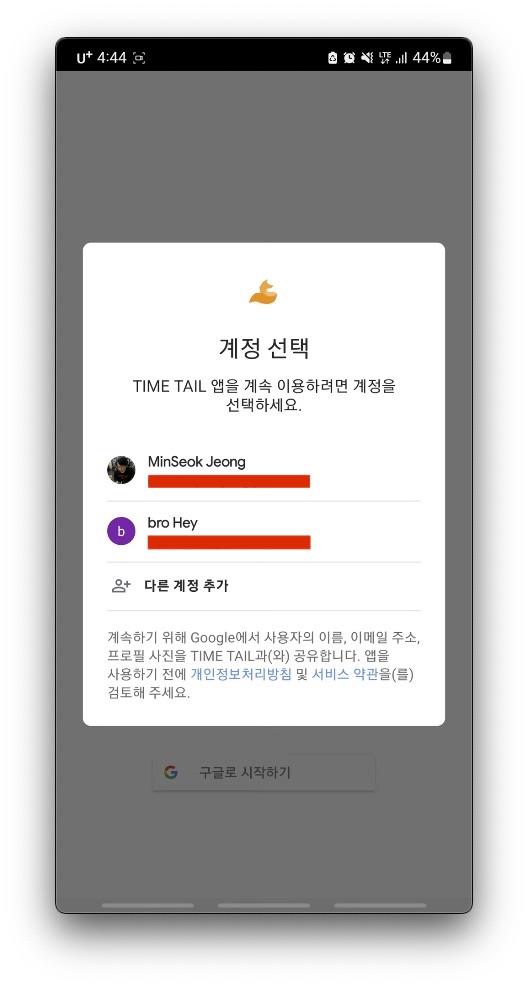 U+ 4:44 LTE 44%
계정 선택
TIME TAIL 앱을 계속 이용하려면 계정을
선택하세요.
MinSeok Jeong
b
bro Hey
다른 계정 추가
계속하기 위해 Google에서 사용자의 이름, 이메일 주소,
프로필 사진을 TIME TAIL과(와) 공유합니다. 앱을
사용하기 전에 개인정보처리방침 및 서비스 약관을(를)
검토해 주세요.
G 구글로 시작하기